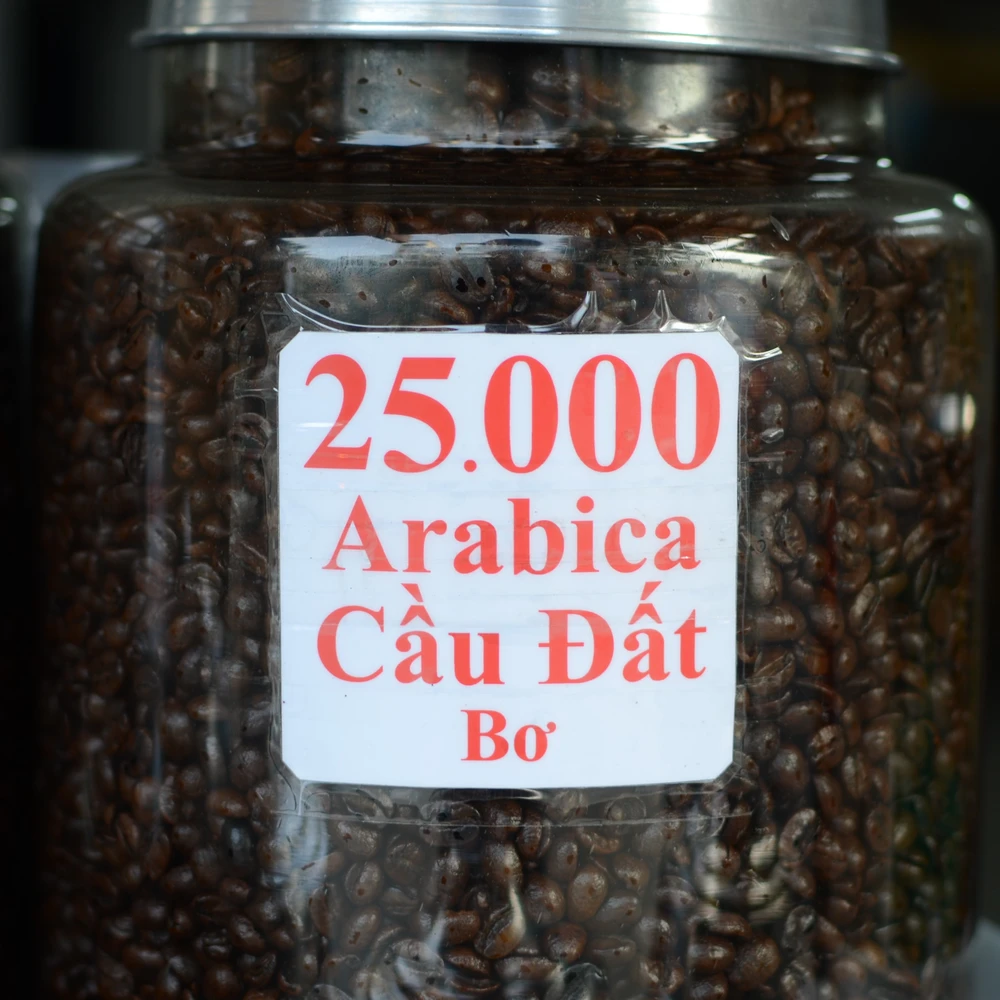 25.000
Arabica
Cầu Đất
Bơ